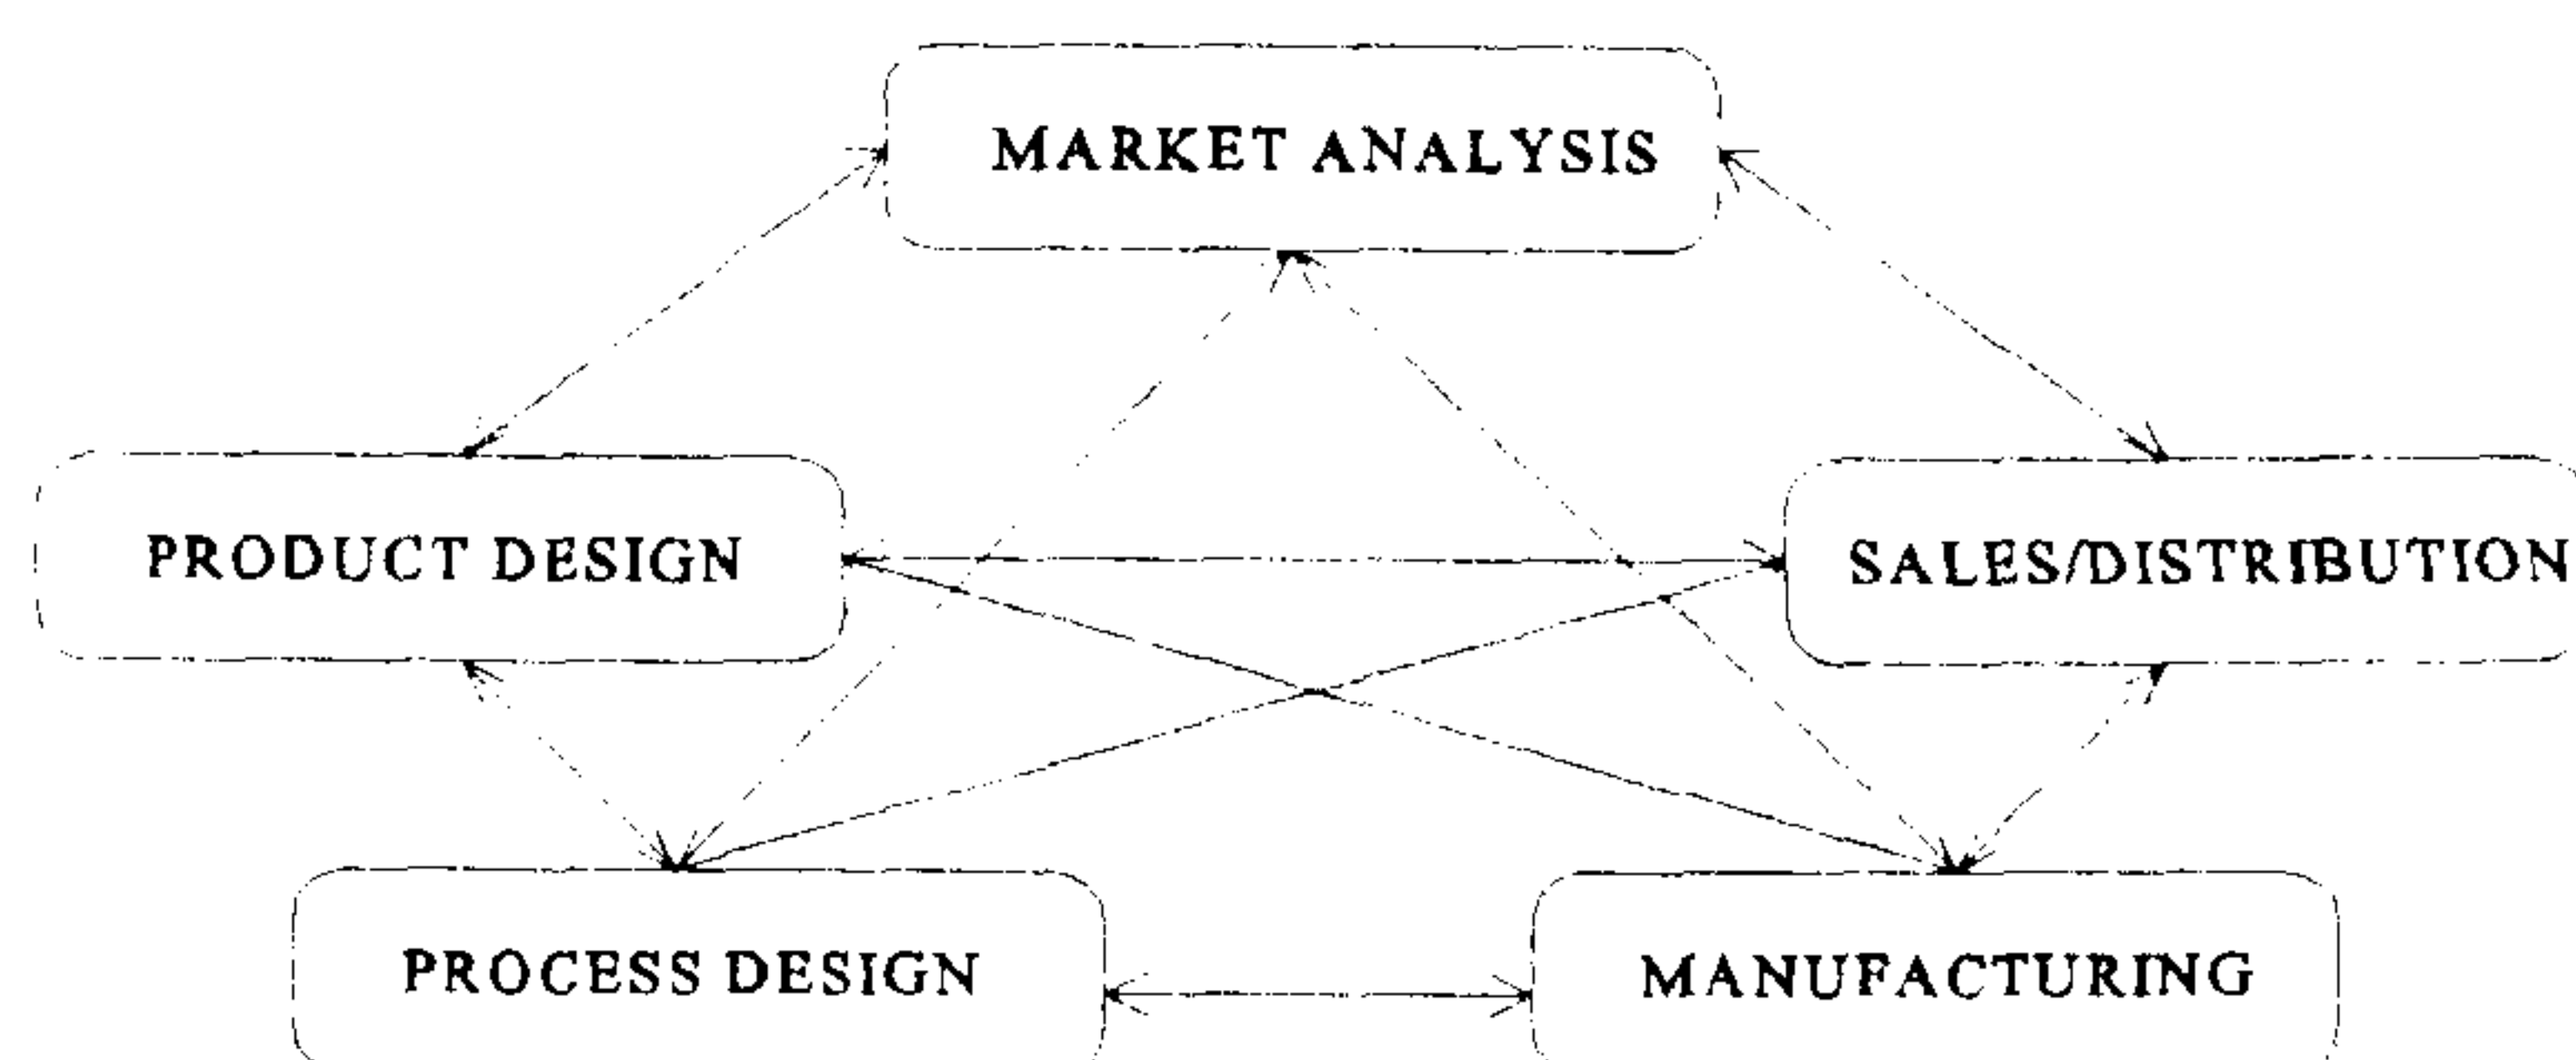 MARKET ANALYSIS
PRODUCT DESIGN
SALES/DISTRIBUTION
PROCESS DESIGN
MANUFACTURING